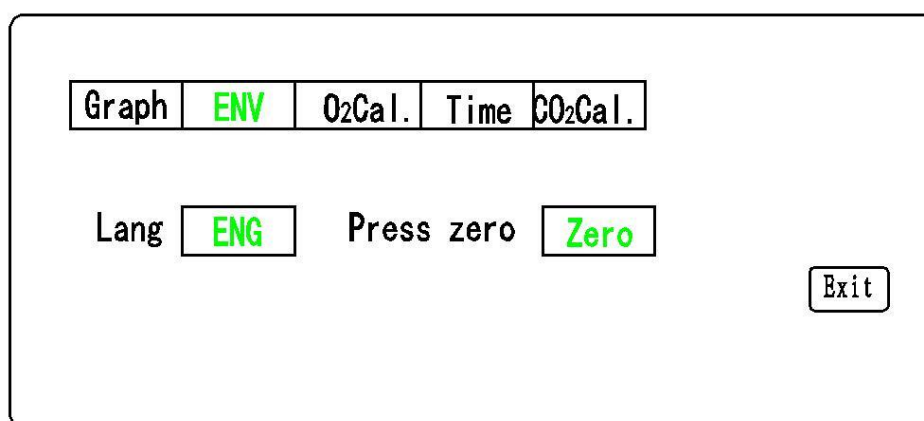 Graph ENV O₂Cal. Time CO₂Cal.
Lang ENG Press zero Zero
Exit